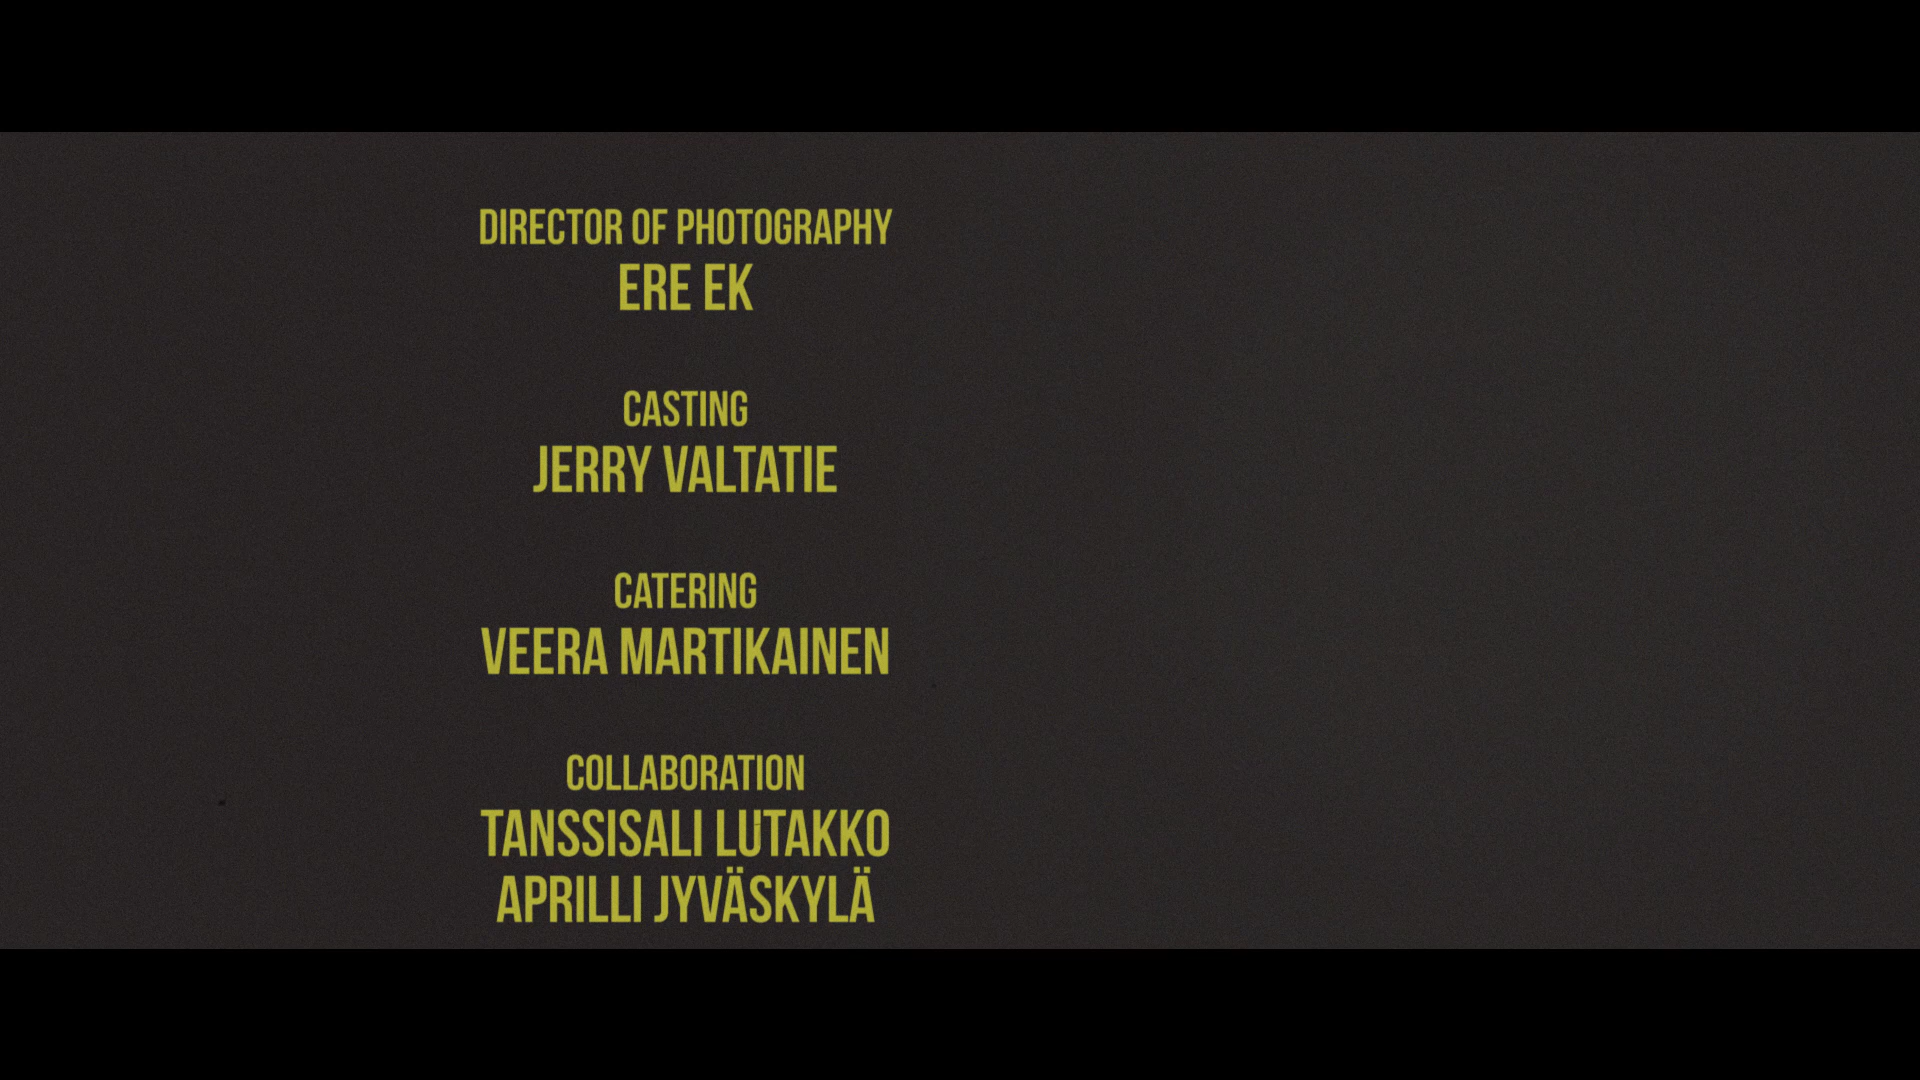 DIRECTOR OF PHOTOGRAPHY
ERE EK
CASTING
JERRY VALTATIE
CATERING
VEERA MARTIKAINEN
COLLABORATION
TANSSISALI LUTAKKO
APRILLI JYVÄSKYLÄ